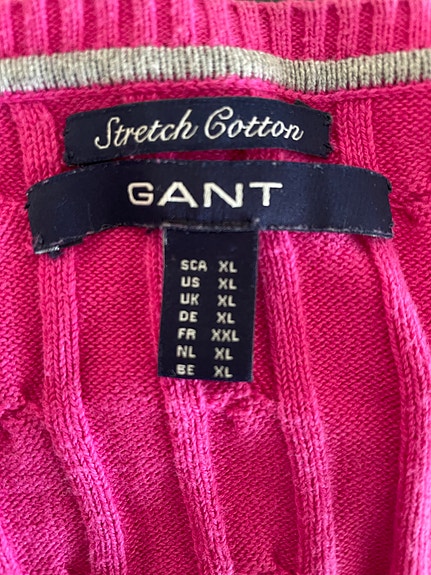 Stretch Cotton
GANT
SCA XL
US XL
UK XL
DE XL
FR XXL
NL XL
BE XL